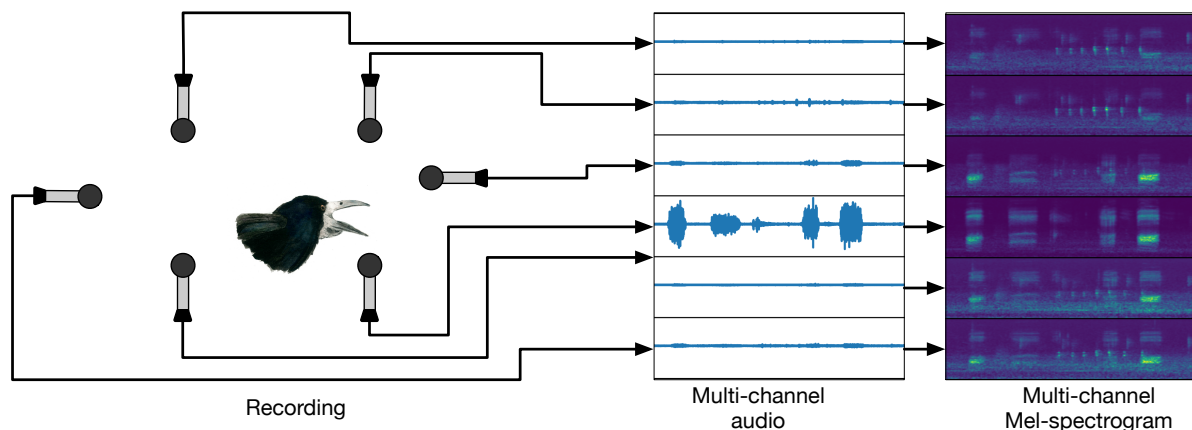 Recording
Multi-channel
audio
Multi-channel
Mel-spectrogram